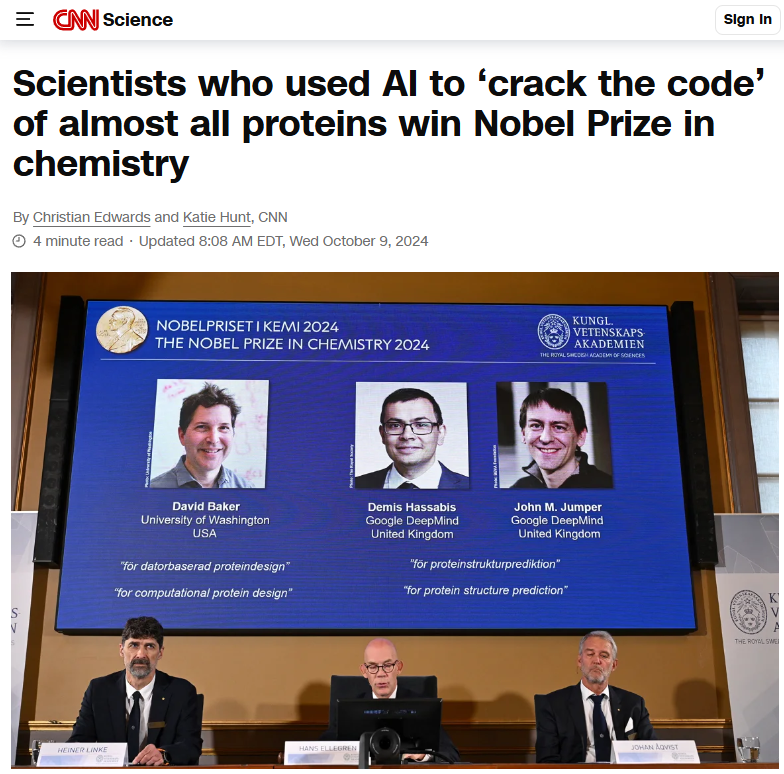 CNN Science
Sign In
Scientists who used AI to ‘crack the code’
of almost all proteins win Nobel Prize in
chemistry
By Christian Edwards and Katie Hunt, CNN
4 minute read · Updated 8:08 AM EDT, Wed October 9, 2024
NOBELPRISET I KEMI 2024
THE NOBEL PRIZE IN CHEMISTRY 2024
KUNGL.
VETENSKAPS-
AKADEMIEN
THE ROYAL SWEDISH ACADEMY OF SCIENCES
David Baker
University of Washington
USA
Demis Hassabis
Google DeepMind
United Kingdom
John M. Jumper
Google DeepMind
United Kingdom
"för datorbaserad proteindesign"
"for computational protein design"
"för proteinstrukturprediktion"
"for protein structure prediction"
HEINER LINKE
HANS ELLEGREN
JOHAN ÅQVIST
THE ROYAL SWE